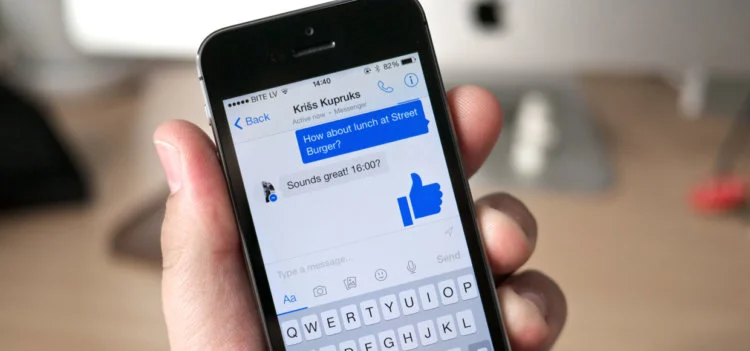 BITE LV
14:40
82%
Back
Krišs Kupruks
Active now • Messenger
How about lunch at Street
Burger?
Sounds great! 16:00?
Type a message...
Send
Aa
Q W E R T Y U I O P
D F G H J K L